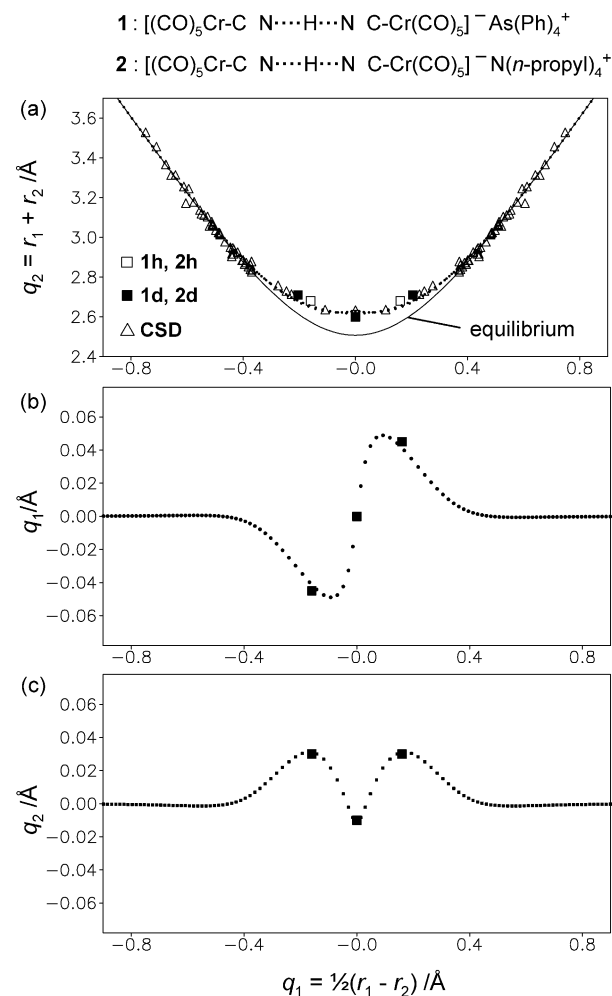 1 : [(CO)₅Cr-C N····H····N C-Cr(CO)₅]⁻ As(Ph)₄⁺
2 : [(CO)₅Cr-C N····H····N C-Cr(CO)₅]⁻ N(n-propyl)₄⁺
(a)
q₂ = r₁ + r₂ /Å
3.6
3.4
3.2
3.0
2.8
2.6
2.4
□ 1h, 2h
■ 1d, 2d
△ CSD
equilibrium
−0.8 −0.4 −0.0 0.4 0.8
(b)
q₁/Å
0.06
0.04
0.02
0.00
−0.02
−0.04
−0.06
−0.8 −0.4 −0.0 0.4 0.8
(c)
q₂ /Å
0.06
0.04
0.02
0.00
−0.02
−0.04
−0.06
−0.8 −0.4 −0.0 0.4 0.8
q₁ = ½(r₁ - r₂) /Å